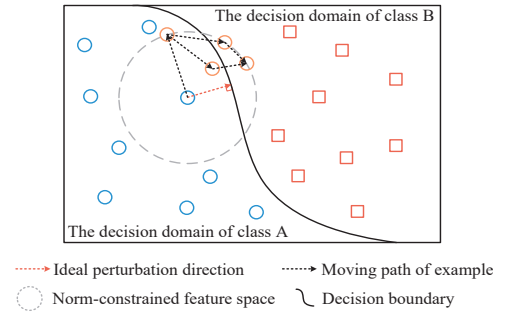 The decision domain of class B
The decision domain of class A
Ideal perturbation direction
Moving path of example
Norm-constrained feature space
Decision boundary